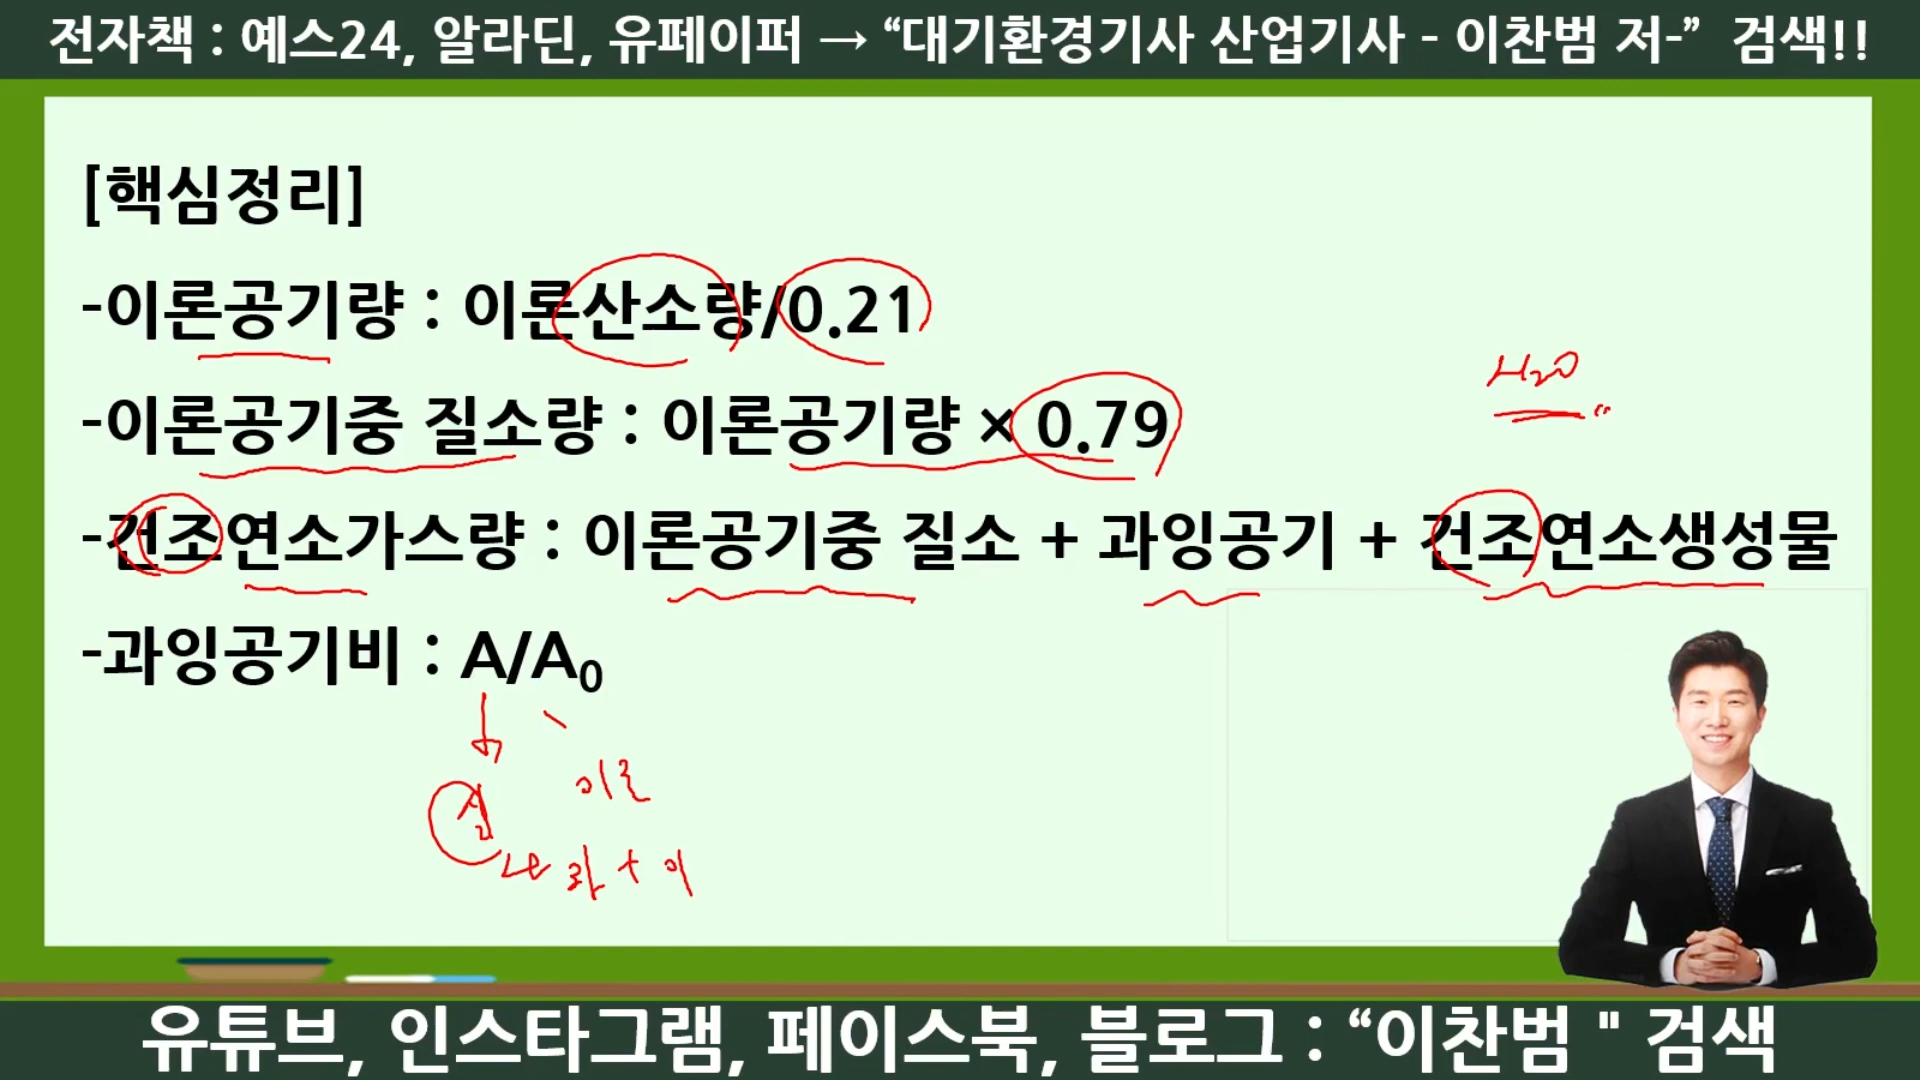 전자책 : 예스24, 알라딘, 유페이퍼 → “대기환경기사 산업기사 - 이찬범 저-” 검색!!
[핵심정리]
-이론공기량 : 이론산소량/0.21
H₂O
-이론공기중 질소량 : 이론공기량 × 0.79
-건조연소가스량 : 이론공기중 질소 + 과잉공기 + 건조연소생성물
-과잉공기비 : A/A₀
이론
실
과 + 이
유튜브, 인스타그램, 페이스북, 블로그 : “이찬범 " 검색